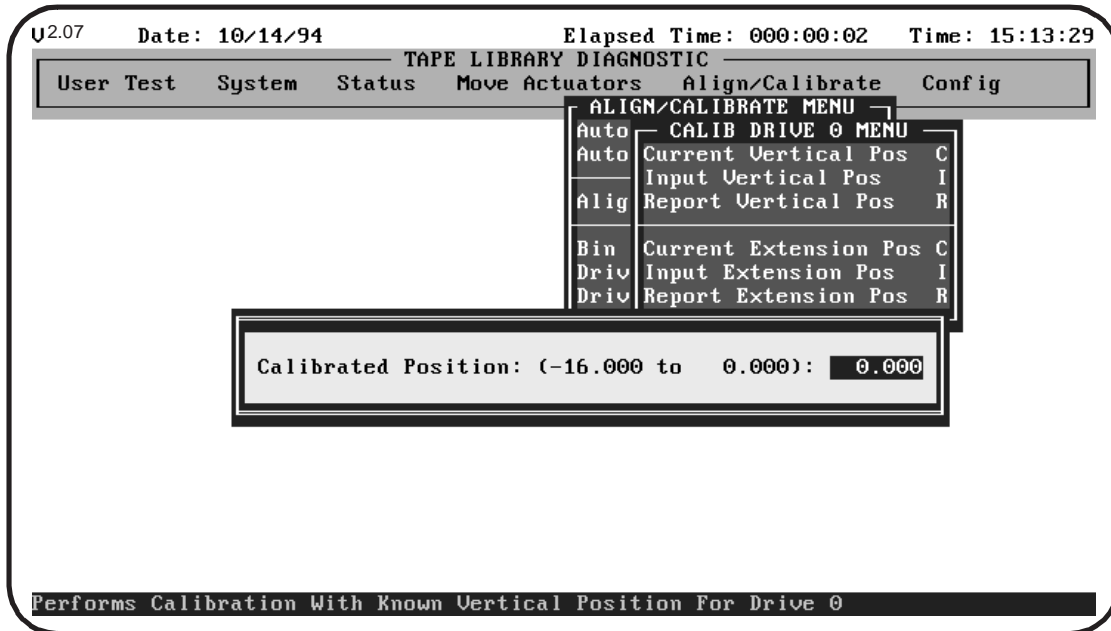 V2.07 Date: 10/14/94 Elapsed Time: 000:00:02 Time: 15:13:29
TAPE LIBRARY DIAGNOSTIC
User Test System Status Move Actuators Align/Calibrate Config
ALIGN/CALIBRATE MENU
Auto CALIB DRIVE 0 MENU
Auto Current Vertical Pos C
Input Vertical Pos I
Alig Report Vertical Pos R
Bin Current Extension Pos C
Driv Input Extension Pos I
Driv Report Extension Pos R
Calibrated Position: (-16.000 to 0.000): 0.000
Performs Calibration With Known Vertical Position For Drive 0